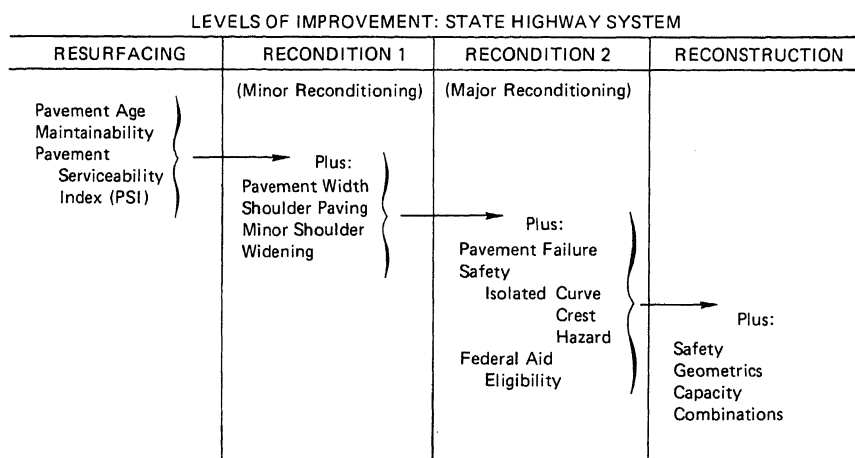 LEVELS OF IMPROVEMENT: STATE HIGHWAY SYSTEM
RESURFACING
Pavement Age
Maintainability
Pavement
Serviceability
Index (PSI)
RECONDITION 1
(Minor Reconditioning)
Plus:
Pavement Width
Shoulder Paving
Minor Shoulder
Widening
RECONDITION 2
(Major Reconditioning)
Plus:
Pavement Failure
Safety
Isolated Curve
Crest
Hazard
Federal Aid
Eligibility
RECONSTRUCTION
Plus:
Safety
Geometrics
Capacity
Combinations